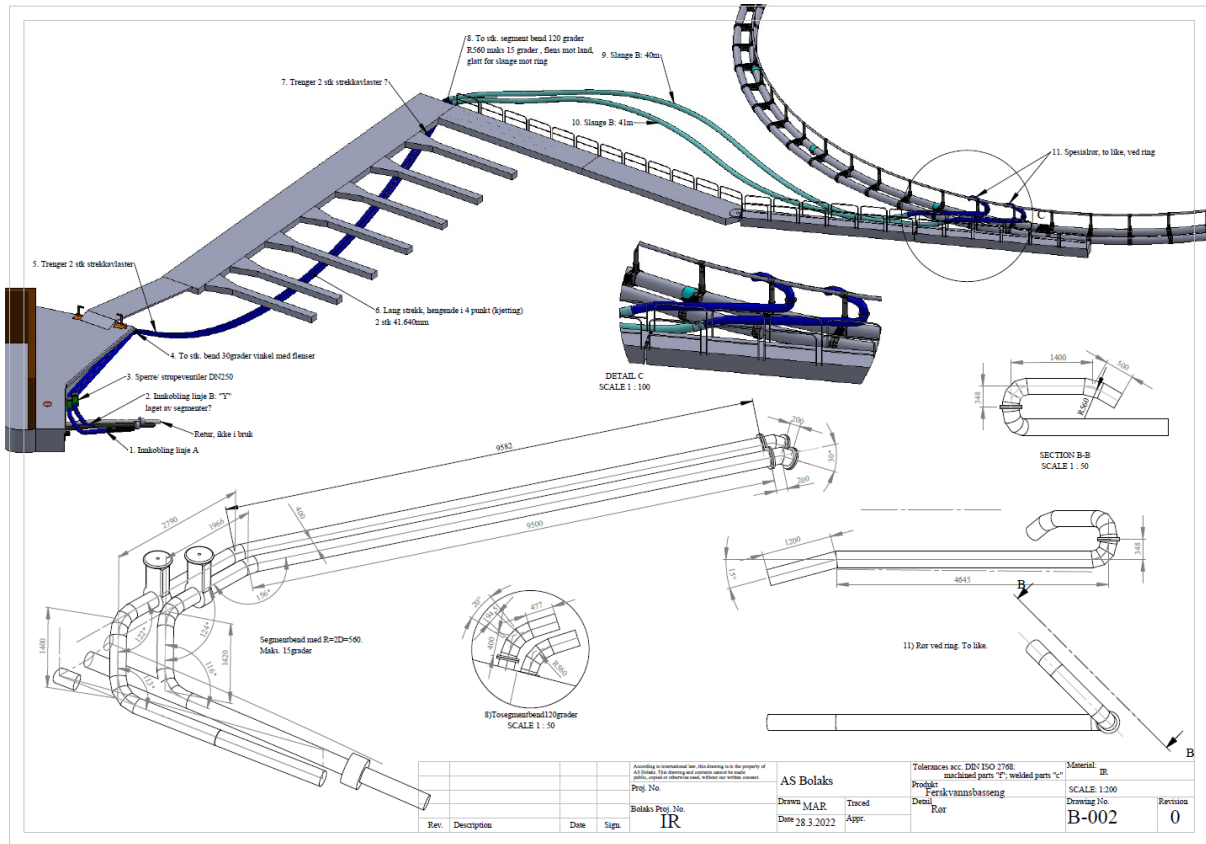 8. To stk. segment bend 120 grader
R560 maks 15 grader , flens mot land,
glatt for slange mot ring
9. Slange B: 40m
7. Trenger 2 stk strekkavlaster ?
10. Slange B: 41m
11. Spesialrør, to like, ved ring
C
5. Trenger 2 stk strekkavlaster
6. Lang strekk, hengende i 4 punkt (kjetting)
2 stk 41.640mm
4. To stk. bend 30grader vinkel med flenser
3. Sperre/ strupeventiler DN250
2. Innkobling linje B: "Y"
laget av segmenter?
Retur, ikke i bruk
1. Innkobling linje A
DETAIL C
SCALE 1 : 100
1400
500
348
R560
SECTION B-B
SCALE 1 : 50
9582
200
30°
200
2790
1966
400
9500
156°
1200
15°
4645
348
B
1400
122°
124°
1420
116°
113°
Segmentbend med R=2D=560.
Maks. 15grader
20°
194,5
477
400
R560
8)Tosegmentbend120grader
SCALE 1 : 50
11) Rør ved ring. To like.
B
According to international law, this drawing is in the property of
AS Bolaks. This drawing and contents cannot be made
public, copied or otherwise used, without our written consent.
Proj. No.
Bolaks Proj. No.
IR
AS Bolaks
Drawn MAR
Traced
Date 28.3.2022
Appr.
Tolerances acc. DIN ISO 2768:
machined parts "f"; welded parts "c"
Material:
IR
Produkt
Ferskvannsbasseng
SCALE: 1:200
Detail
Rør
Drawing No.
B-002
Revision
0
Rev. Description Date Sign.